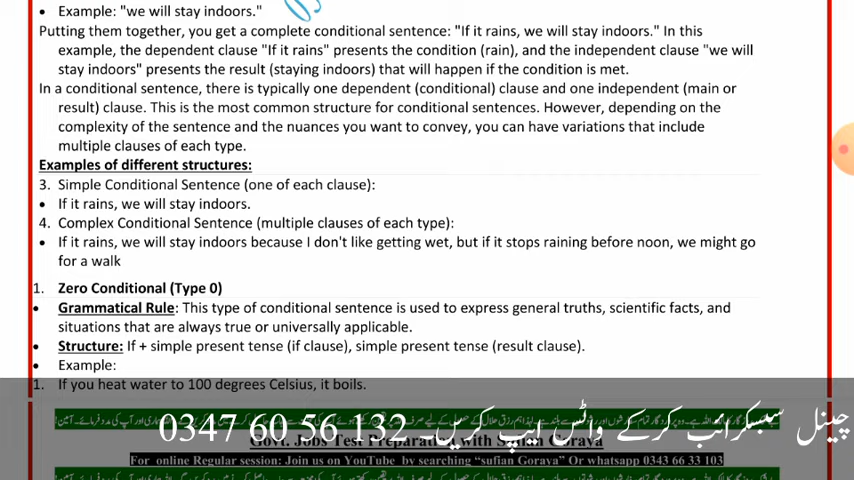 • Example: "we will stay indoors."
Putting them together, you get a complete conditional sentence: "If it rains, we will stay indoors." In this
example, the dependent clause "If it rains" presents the condition (rain), and the independent clause "we will
stay indoors" presents the result (staying indoors) that will happen if the condition is met.
In a conditional sentence, there is typically one dependent (conditional) clause and one independent (main or
result) clause. This is the most common structure for conditional sentences. However, depending on the
complexity of the sentence and the nuances you want to convey, you can have variations that include
multiple clauses of each type.
Examples of different structures:
3. Simple Conditional Sentence (one of each clause):
• If it rains, we will stay indoors.
4. Complex Conditional Sentence (multiple clauses of each type):
• If it rains, we will stay indoors because I don't like getting wet, but if it stops raining before noon, we might go
for a walk
1. Zero Conditional (Type 0)
• Grammatical Rule: This type of conditional sentence is used to express general truths, scientific facts, and
situations that are always true or universally applicable.
• Structure: If + simple present tense (if clause), simple present tense (result clause).
• Example:
1. If you heat water to 100 degrees Celsius, it boils.
چینل سبسکرائب کرکے واٹس ایپ کریں۔ 0347 60 56 132
Govt. Jobs Test Preparation with Sufian Goraya
For online Regular session: Join us on YouTube by searching "sufian Goraya" Or whatsapp 0343 66 33 103